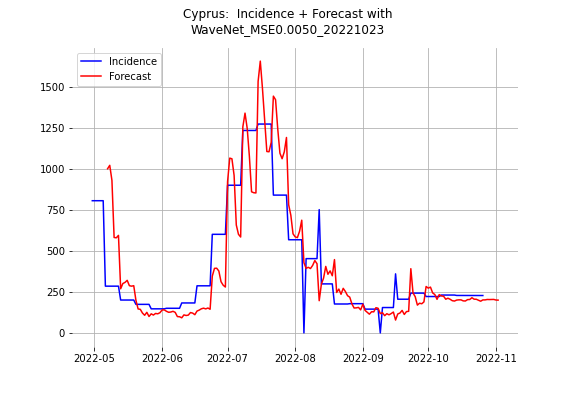 Cyprus:  Incidence + Forecast with
WaveNet_MSE0.0050_20221023
Incidence
Forecast
1500
1250
1000
750
500
250
0
2022-05 2022-06 2022-07 2022-08 2022-09 2022-10 2022-11